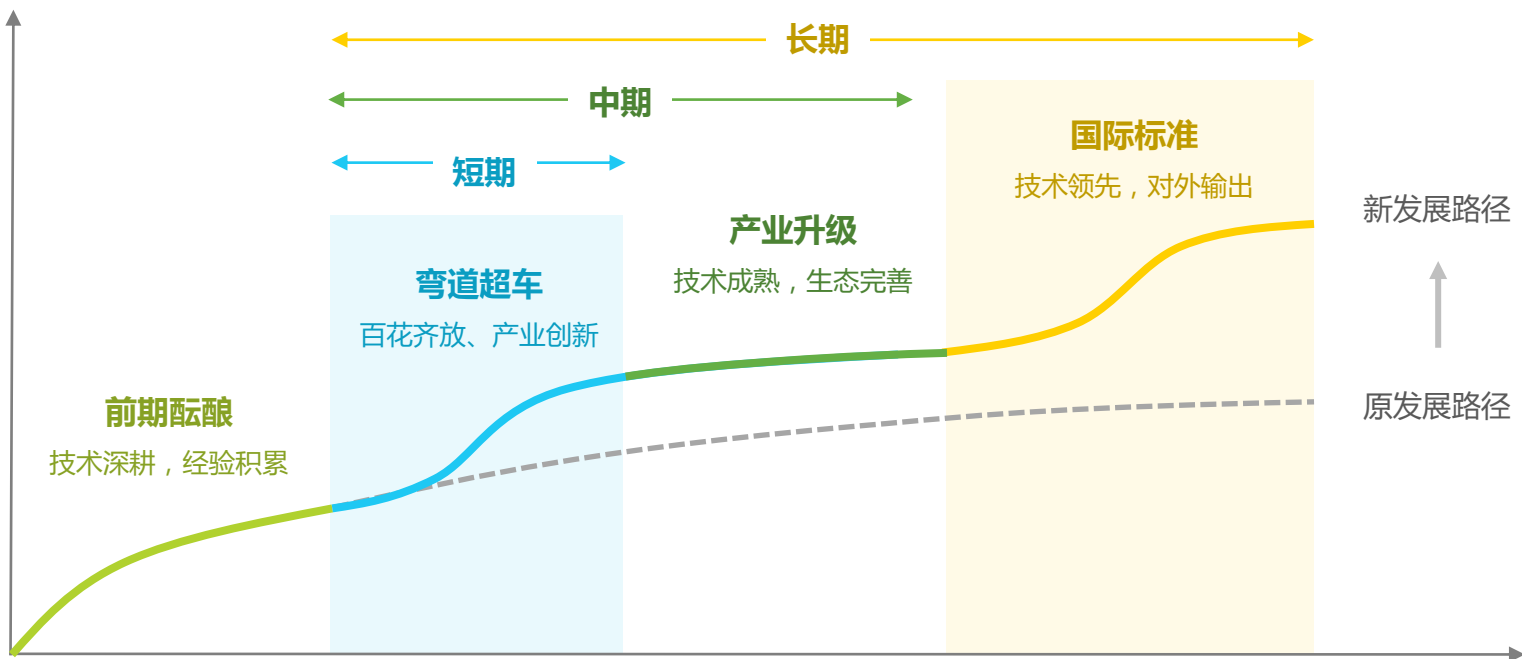 长期
中期
短期
国际标准
技术领先，对外输出
新发展路径
产业升级
技术成熟，生态完善
弯道超车
百花齐放、产业创新
原发展路径
前期酝酿
技术深耕，经验积累